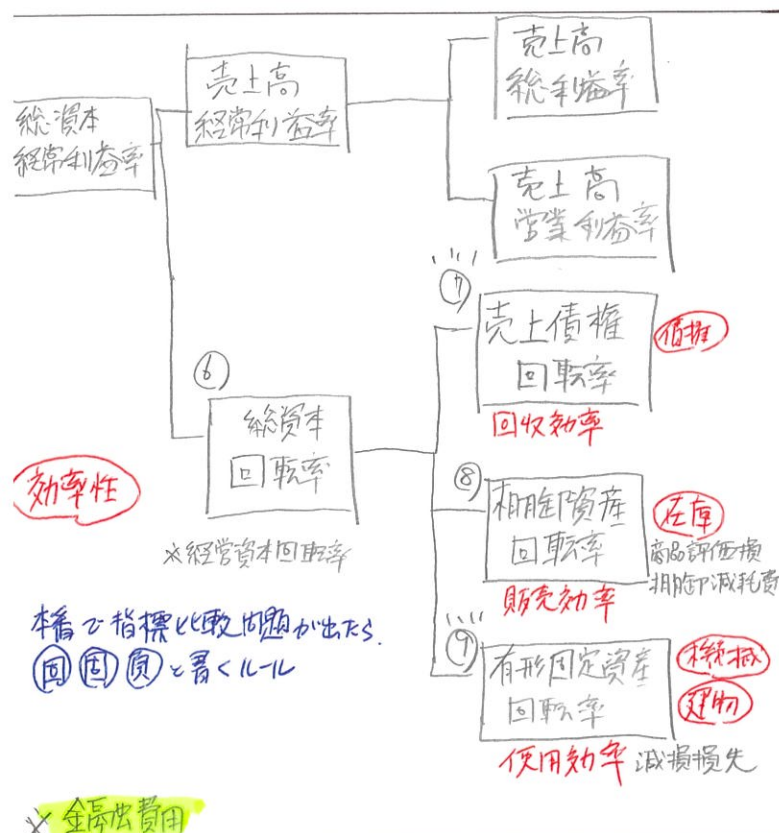 総資本
経常利益率
売上高
経常利益率
売上高
総利益率
売上高
営業利益率
⑥
総資本
回転率
※経営資本回転率
効率性
⑦
売上債権
回転率
債権
回収効率
⑧
棚卸資産
回転率
在庫
商品評価損
棚卸減耗費
販売効率
⑨
有形固定資産
回転率
機械
建物
使用効率 減損損失
本番で指標比較問題が出たら、
回 固 負 と書くルール
※ 金融費用